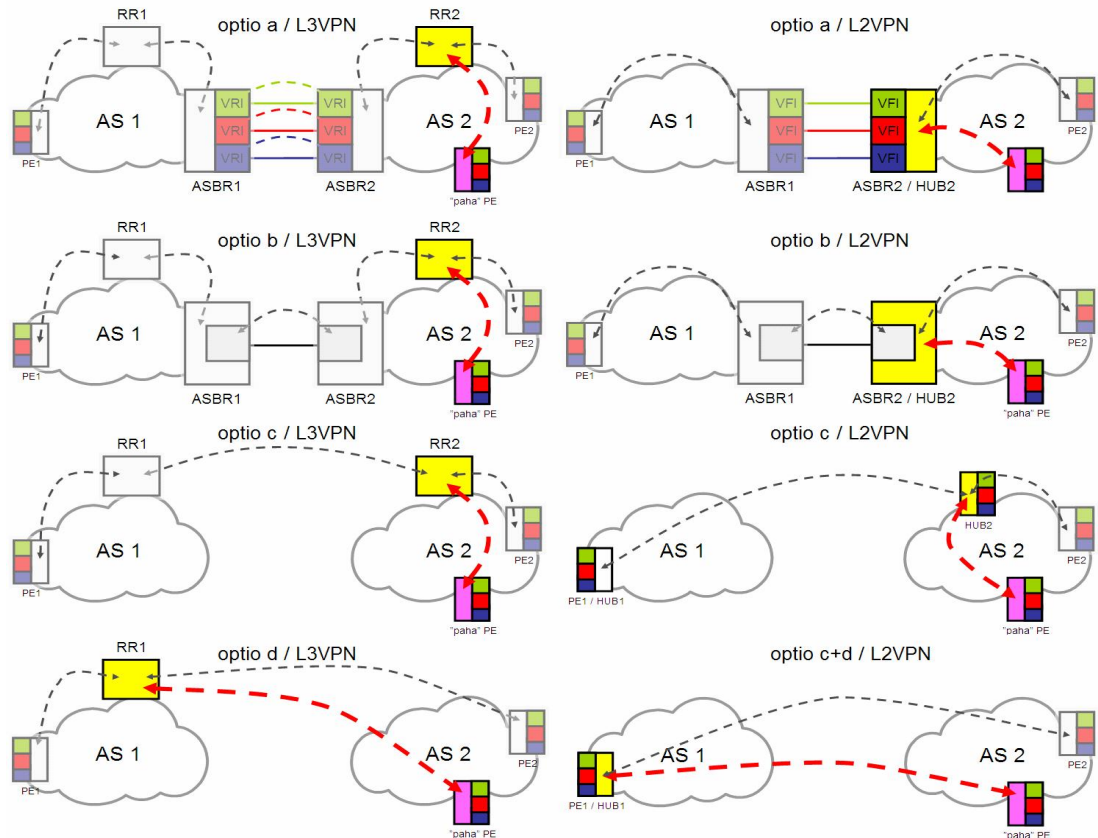 RR1
optio a / L3VPN
RR2
AS 1
VRI
VRI
VRI
VRI
VRI
VRI
AS 2
PE1
PE2
ASBR1
ASBR2
"paha" PE
optio a / L2VPN
AS 1
VFI
VFI
VFI
VFI
VFI
VFI
AS 2
PE1
PE2
ASBR1
ASBR2 / HUB2
RR1
optio b / L3VPN
RR2
AS 1
AS 2
PE1
PE2
ASBR1
ASBR2
"paha" PE
optio b / L2VPN
AS 1
AS 2
PE1
PE2
ASBR1
ASBR2 / HUB2
"paha" PE
RR1
optio c / L3VPN
RR2
AS 1
AS 2
PE1
PE2
"paha" PE
optio c / L2VPN
HUB2
AS 1
AS 2
PE2
PE1 / HUB1
"paha" PE
RR1
optio d / L3VPN
AS 1
AS 2
PE1
PE2
"paha" PE
optio c+d / L2VPN
AS 1
AS 2
PE2
PE1 / HUB1
"paha" PE